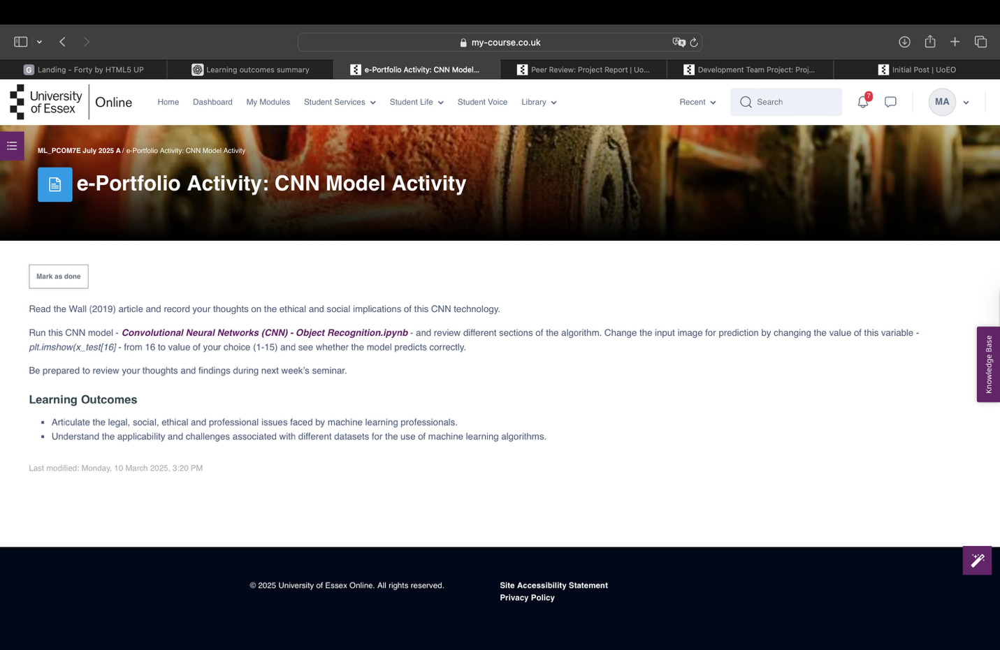 my-course.co.uk
G Landing - Forty by HTML5 UP
Learning outcomes summary
e-Portfolio Activity: CNN Model...
Peer Review: Project Report | Uo...
Development Team Project: Proj...
Initial Post | UoEO
University of Essex Online
Home Dashboard My Modules Student Services Student Life Student Voice Library Recent Search 7 MA
ML_PCOM7E July 2025 A / e-Portfolio Activity: CNN Model Activity
e-Portfolio Activity: CNN Model Activity
Mark as done
Read the Wall (2019) article and record your thoughts on the ethical and social implications of this CNN technology.
Run this CNN model - Convolutional Neural Networks (CNN) - Object Recognition.ipynb - and review different sections of the algorithm. Change the input image for prediction by changing the value of this variable -
plt.imshow(x_test[16] - from 16 to value of your choice (1-15) and see whether the model predicts correctly.
Be prepared to review your thoughts and findings during next week's seminar.
Knowledge Base
Learning Outcomes
▪ Articulate the legal, social, ethical and professional issues faced by machine learning professionals.
▪ Understand the applicability and challenges associated with different datasets for the use of machine learning algorithms.
Last modified: Monday, 10 March 2025, 3:20 PM
© 2025 University of Essex Online. All rights reserved.
Site Accessibility Statement
Privacy Policy